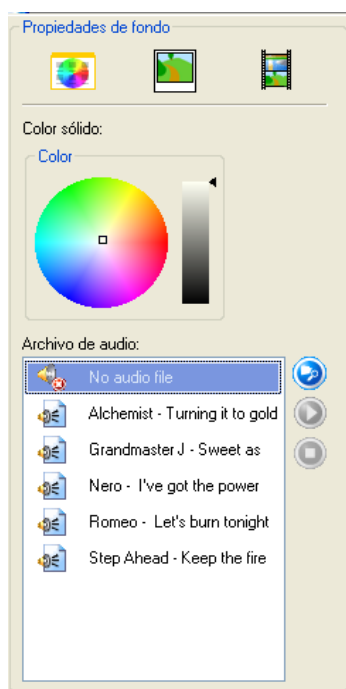 Propiedades de fondo
Color sólido:
Color
Archivo de audio:
No audio file
Alchemist - Turning it to gold
Grandmaster J - Sweet as
Nero - I've got the power
Romeo - Let's burn tonight
Step Ahead - Keep the fire